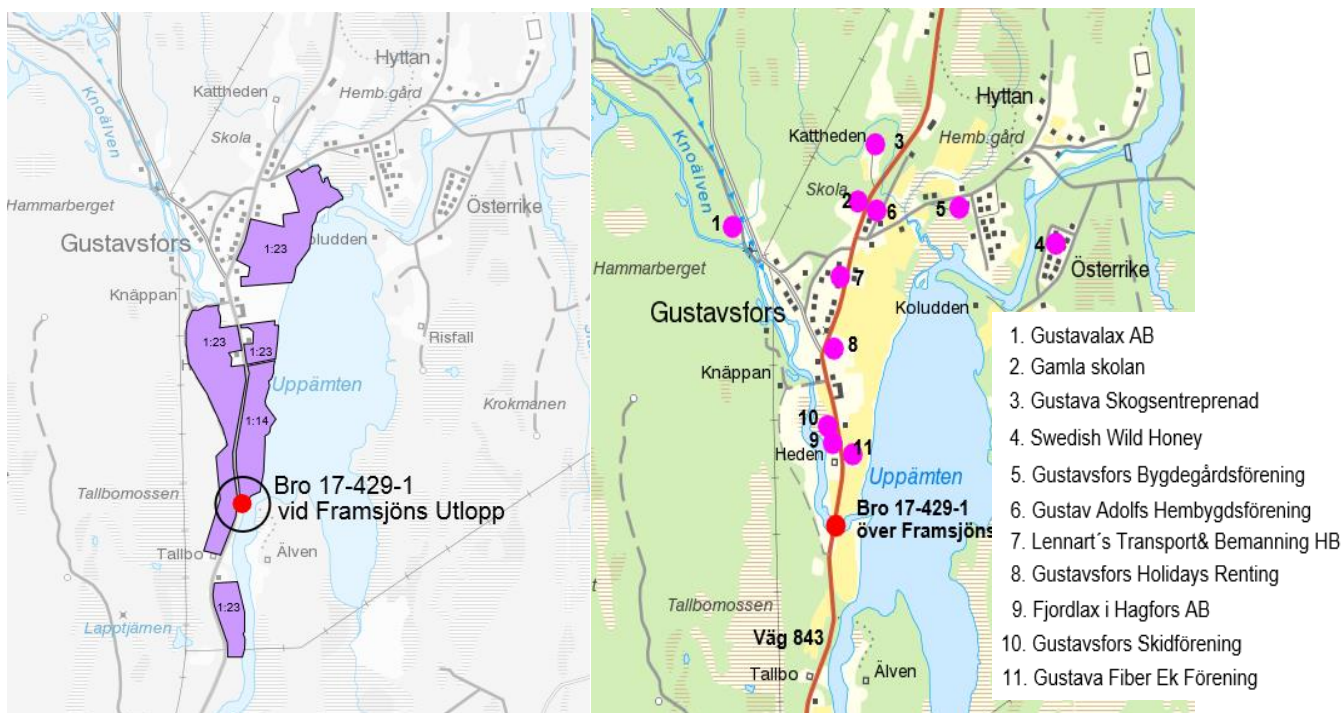 Hyttan
Kattheden
Hemb.gård
Knoälven
Skola
Hammarberget
Österrike
1:23
Koludden
Gustavsfors
Knäppan
Risfall
1:23
1:23
Uppämten
Krokmanen
1:14
Tallbomossen
Bro 17-429-1
vid Framsjöns Utlopp
Tallbo
Älven
1:23
Lapptjärnen
Hyttan
Kattheden
3
Hemb.gård
Knoälven
Skola
2
6
5
1
4
Hammarberget
Österrike
7
Koludden
Gustavsfors
8
Knäppan
10
9
11
Heden
Uppämten
Bro 17-429-1
över Framsjöns
Tallbomossen
Väg 843
Tallbo
Älven
1. Gustavalax AB
2. Gamla skolan
3. Gustava Skogsentreprenad
4. Swedish Wild Honey
5. Gustavsfors Bygdegårdsförening
6. Gustav Adolfs Hembygdsförening
7. Lennart´s Transport& Bemanning HB
8. Gustavsfors Holidays Renting
9. Fjordlax i Hagfors AB
10. Gustavsfors Skidförening
11. Gustava Fiber Ek Förening